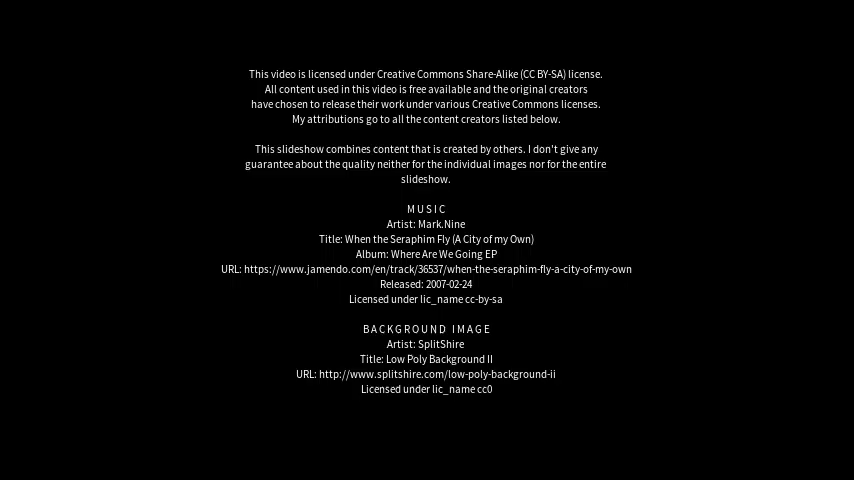 This video is licensed under Creative Commons Share-Alike (CC BY-SA) license.
All content used in this video is free available and the original creators
have chosen to release their work under various Creative Commons licenses.
My attributions go to all the content creators listed below.
This slideshow combines content that is created by others. I don't give any
guarantee about the quality neither for the individual images nor for the entire
slideshow.
MUSIC
Artist: Mark.Nine
Title: When the Seraphim Fly (A City of my Own)
Album: Where Are We Going EP
URL: https://www.jamendo.com/en/track/36537/when-the-seraphim-fly-a-city-of-my-own
Released: 2007-02-24
Licensed under lic_name cc-by-sa
BACKGROUND IMAGE
Artist: SplitShire
Title: Low Poly Background II
URL: http://www.splitshire.com/low-poly-background-ii
Licensed under lic_name cc0